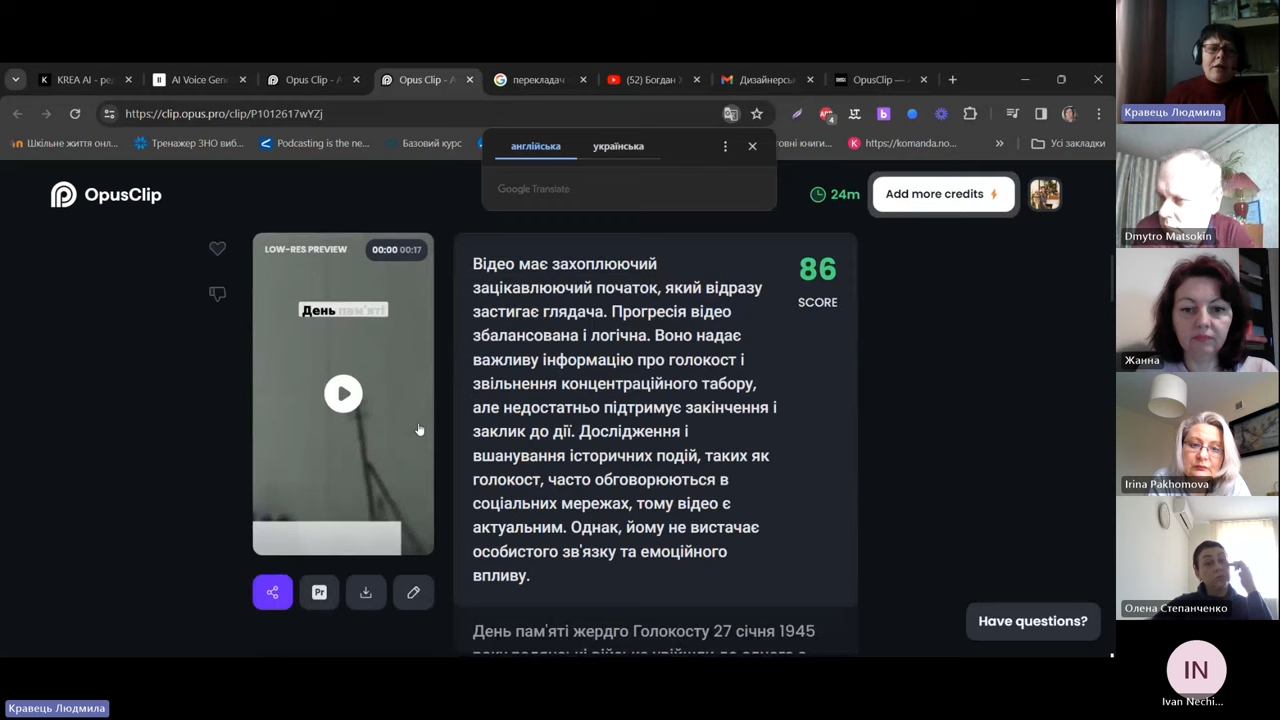 KREA AI - ре
AI Voice Gen
Opus Clip - A
Opus Clip - A
перекладач
(52) Богдан
Дизайнерсь
OpusClip —
https://clip.opus.pro/clip/P1012617wYZj
Шкільне життя онл...
Тренажер ЗНО виб...
Podcasting is the ne...
Базовий курс
https://komanda.no...
Усі закладки
англійська
українська
Google Translate
OpusClip
24m
Add more credits
LOW-RES PREVIEW
00:00 00:17
День пам'яті
Відео має захоплюючий
зацікавлюючий початок, який відразу
застигає глядача. Прогресія відео
збалансована і логічна. Воно надає
важливу інформацію про голокост і
звільнення концентраційного табору,
але недостатньо підтримує закінчення і
заклик до дії. Дослідження і
вшанування історичних подій, таких як
голокост, часто обговорюються в
соціальних мережах, тому відео є
актуальним. Однак, йому не вистачає
особистого зв'язку та емоційного
впливу.
86
SCORE
Pr
День пам'яті жердго Голокосту 27 січня 1945
Have questions?
Кравець Людмила
Dmytro Matsokin
Жанна
Irina Pakhomova
Олена Степанченко
IN
Ivan Nechi...
Кравець Людмила